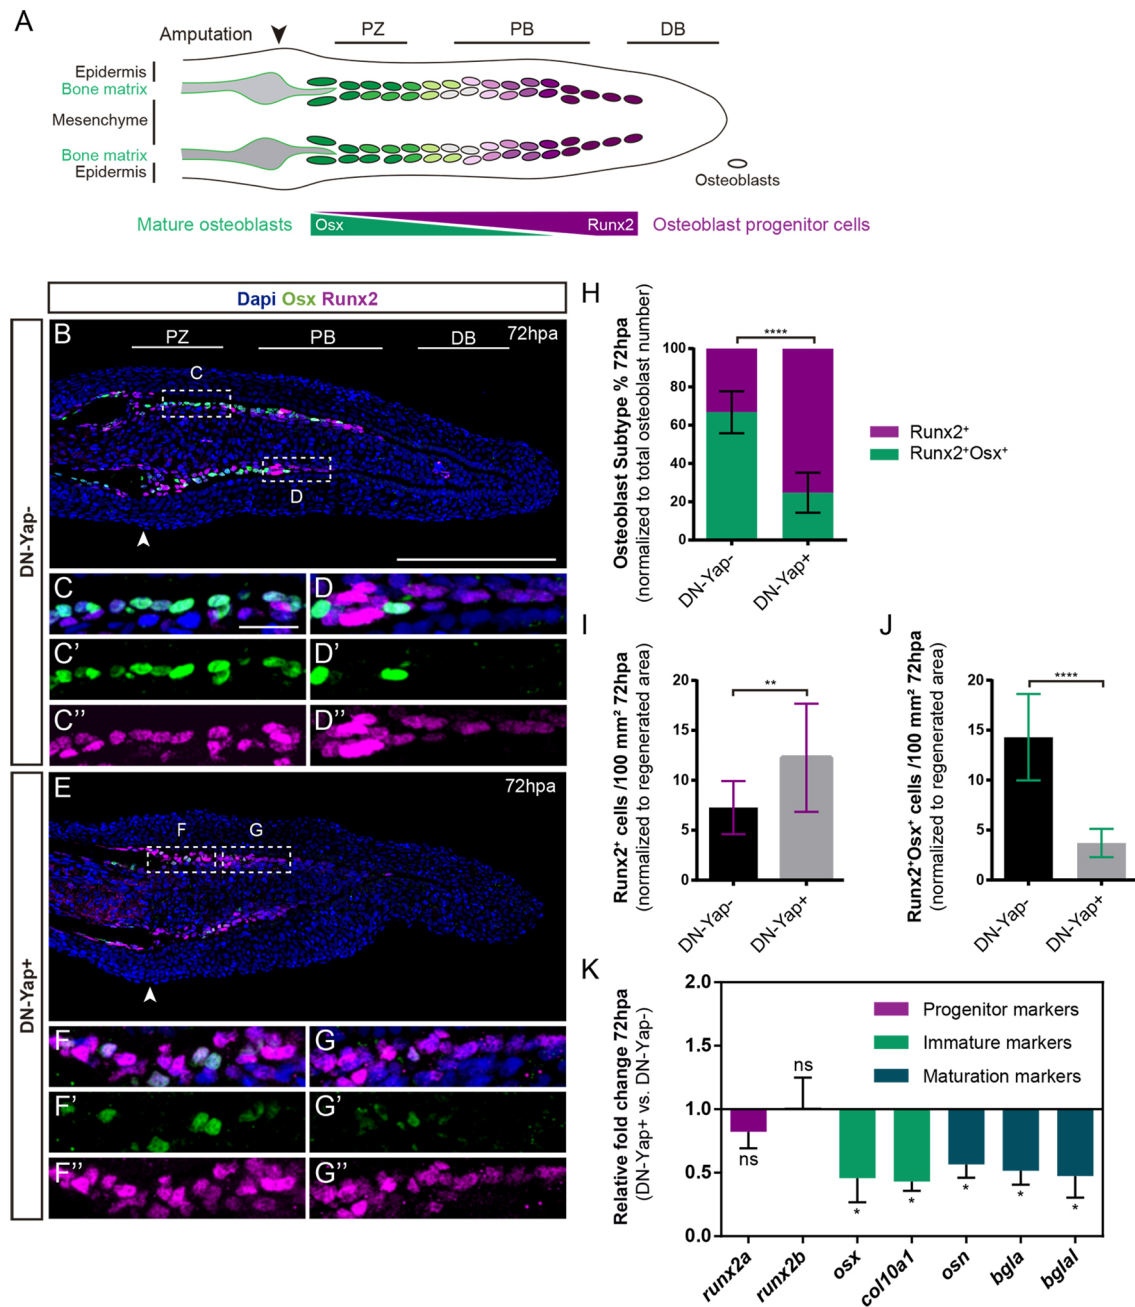 A
Amputation
PZ
PB
DB
Epidermis
Bone matrix
Mesenchyme
Bone matrix
Epidermis
Osteoblasts
Mature osteoblasts
Osx
Runx2
Osteoblast progenitor cells
Dapi Osx Runx2
DN-Yap-
B
PZ
PB
DB
72hpa
C
D
C
D
C’
D’
C’’
D’’
DN-Yap+
E
72hpa
F
G
F
G
F’
G’
F’’
G’’
H
Osteoblast Subtype % 72hpa
(normalized to total osteoblast number)
100
80
60
40
20
0
****
DN-Yap-
DN-Yap+
Runx2⁺
Runx2⁺Osx⁺
I
Runx2⁺ cells /100 mm² 72hpa
(normalized to regenerated area)
20
15
10
5
0
**
DN-Yap-
DN-Yap+
J
Runx2⁺Osx⁺ cells /100 mm² 72hpa
(normalized to regenerated area)
20
15
10
5
0
****
DN-Yap-
DN-Yap+
K
Relative fold change 72hpa
(DN-Yap+ vs. DN-Yap-)
2.0
1.5
1.0
0.5
0.0
Progenitor markers
Immature markers
Maturation markers
ns
ns
*
*
*
*
*
runx2a
runx2b
osx
col10a1
osn
bgla
bglal